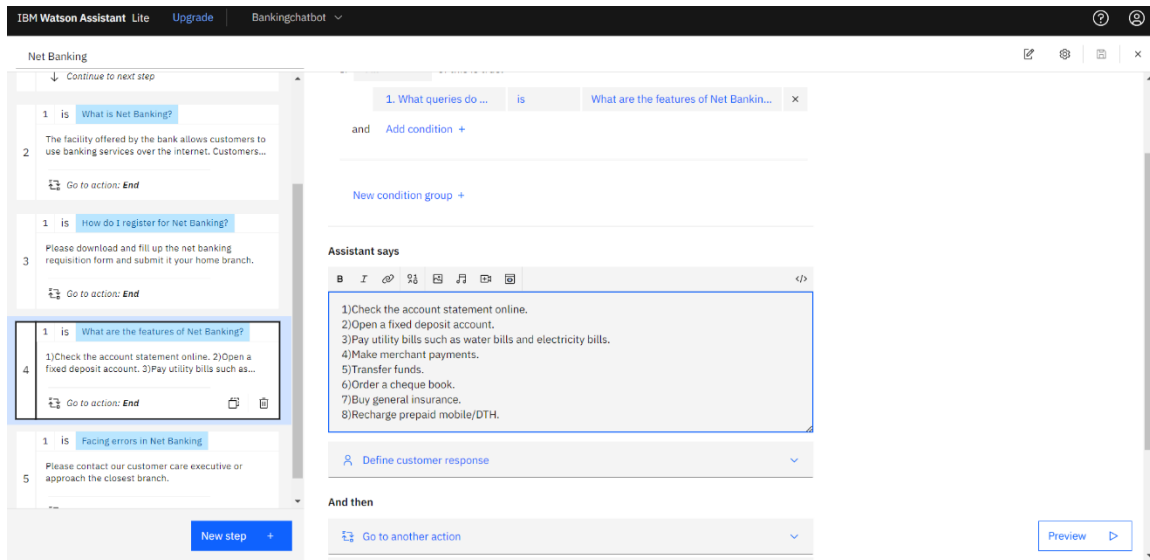 IBM Watson Assistant Lite Upgrade Bankingchatbot
Net Banking
Continue to next step
1 is What is Net Banking?
The facility offered by the bank allows customers to
2 use banking services over the internet. Customers...
Go to action: End
1 is How do I register for Net Banking?
Please download and fill up the net banking
3 requisition form and submit it your home branch.
Go to action: End
1 is What are the features of Net Banking?
1)Check the account statement online. 2)Open a
4 fixed deposit account. 3)Pay utility bills such as...
Go to action: End
1 is Facing errors in Net Banking
Please contact our customer care executive or
5 approach the closest branch.
New step +
1. What queries do ... is What are the features of Net Bankin... ×
and Add condition +
New condition group +
Assistant says
B I </>
1)Check the account statement online.
2)Open a fixed deposit account.
3)Pay utility bills such as water bills and electricity bills.
4)Make merchant payments.
5)Transfer funds.
6)Order a cheque book.
7)Buy general insurance.
8)Recharge prepaid mobile/DTH.
Define customer response
And then
Go to another action
Preview